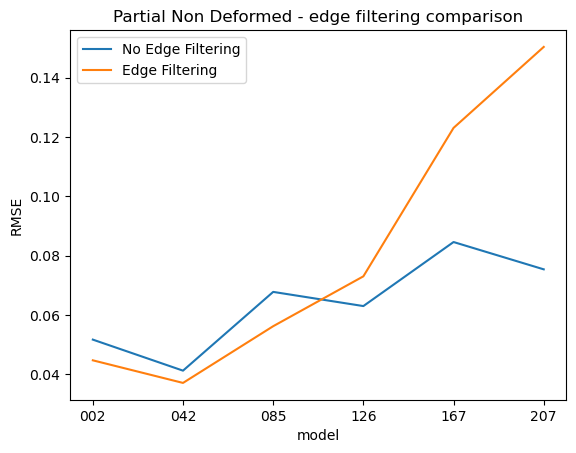 Partial Non Deformed - edge filtering comparison
No Edge Filtering
Edge Filtering
0.14
0.12
0.10
0.08
0.06
0.04
RMSE
002 042 085 126 167 207
model